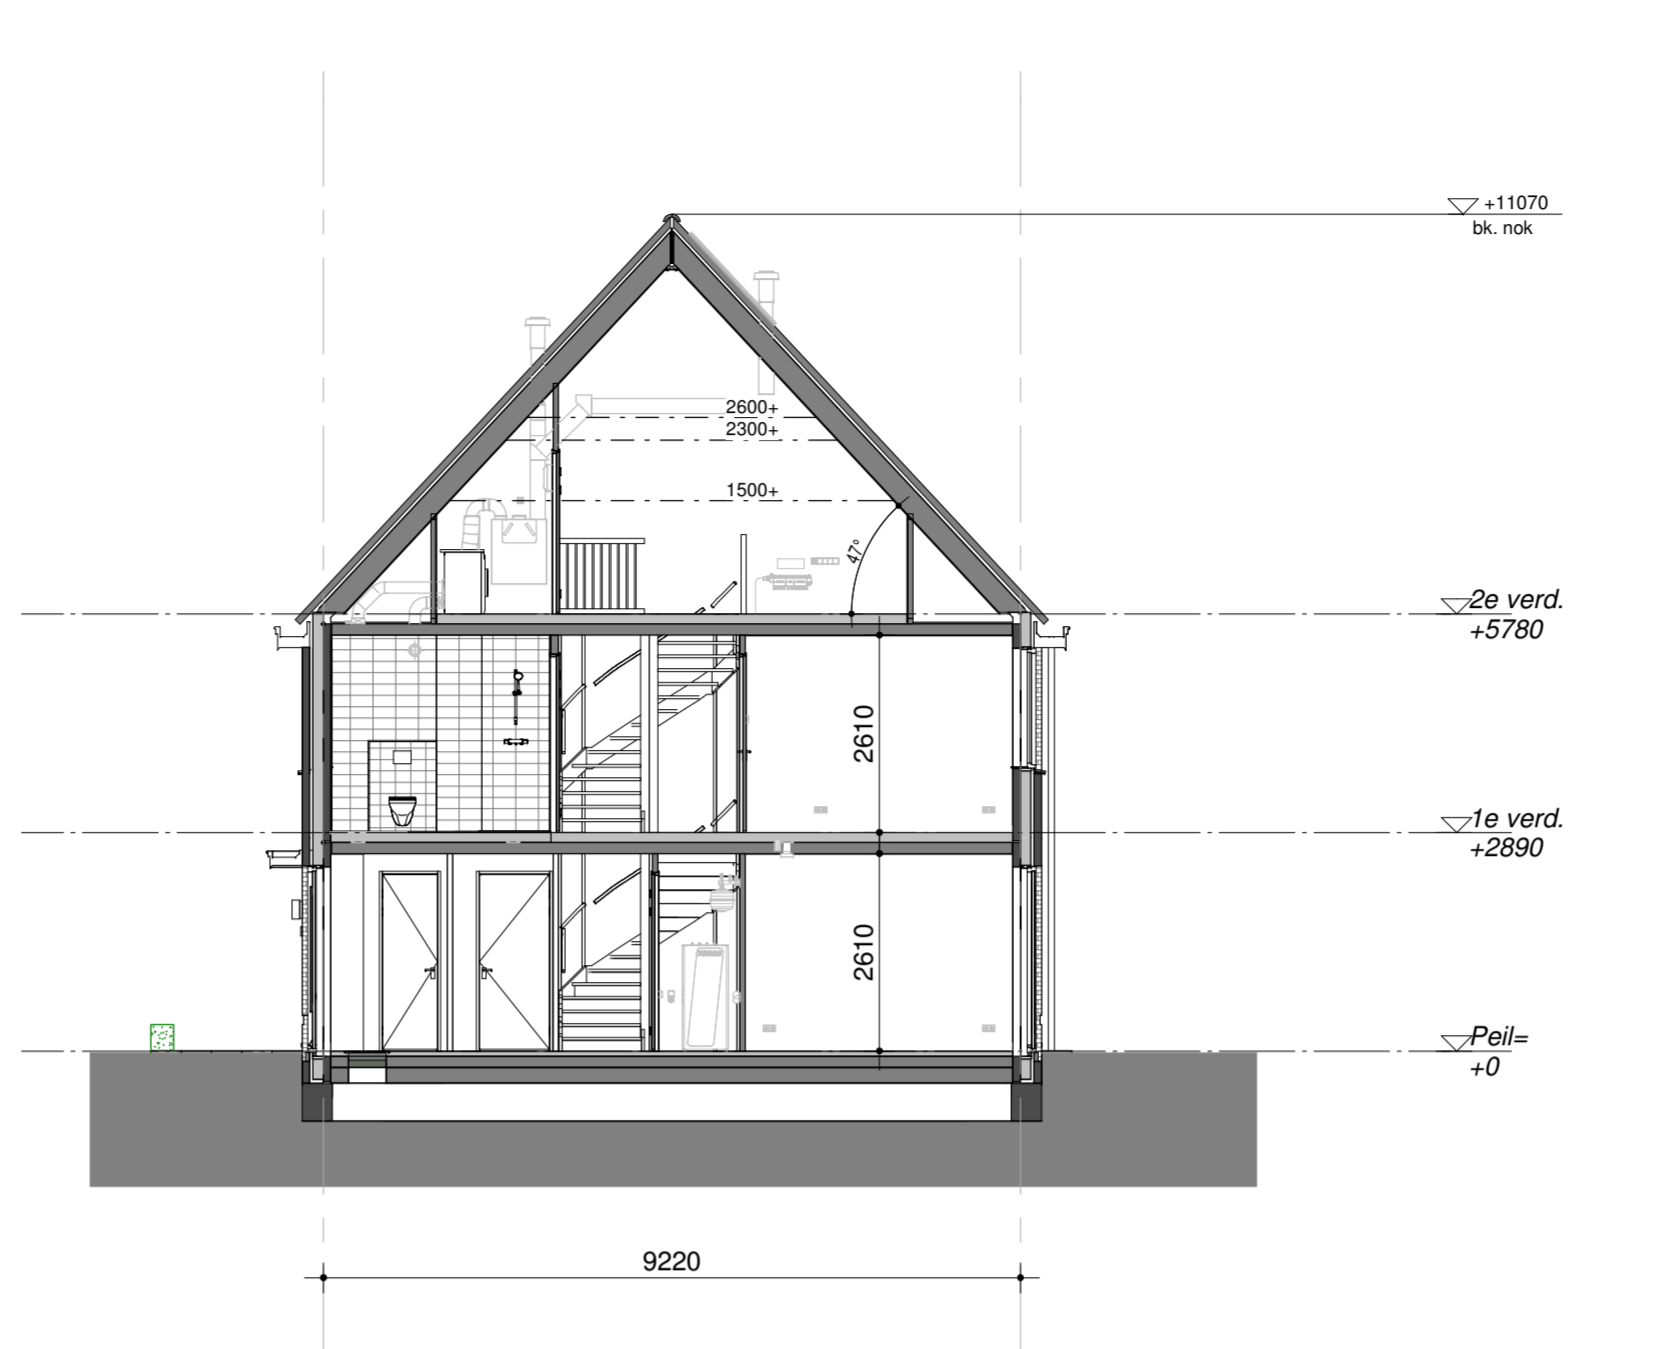 +11070
bk. nok
2600+
2300+
1500+
47°
2e verd.
+5780
2610
1e verd.
+2890
2610
Peil=
+0
9220